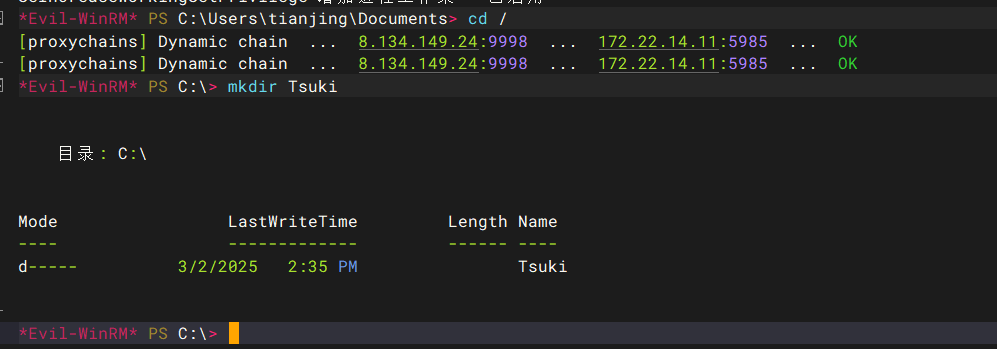 *Evil-WinRM* PS C:\Users\tianjing\Documents> cd /
[proxychains] Dynamic chain  ...  8.134.149.24:9998  ...  172.22.14.11:5985  ...  OK
[proxychains] Dynamic chain  ...  8.134.149.24:9998  ...  172.22.14.11:5985  ...  OK
*Evil-WinRM* PS C:\> mkdir Tsuki
目录: C:\
Mode                 LastWriteTime         Length Name
----                 -------------         ------ ----
d-----          3/2/2025   2:35 PM                Tsuki
*Evil-WinRM* PS C:\>